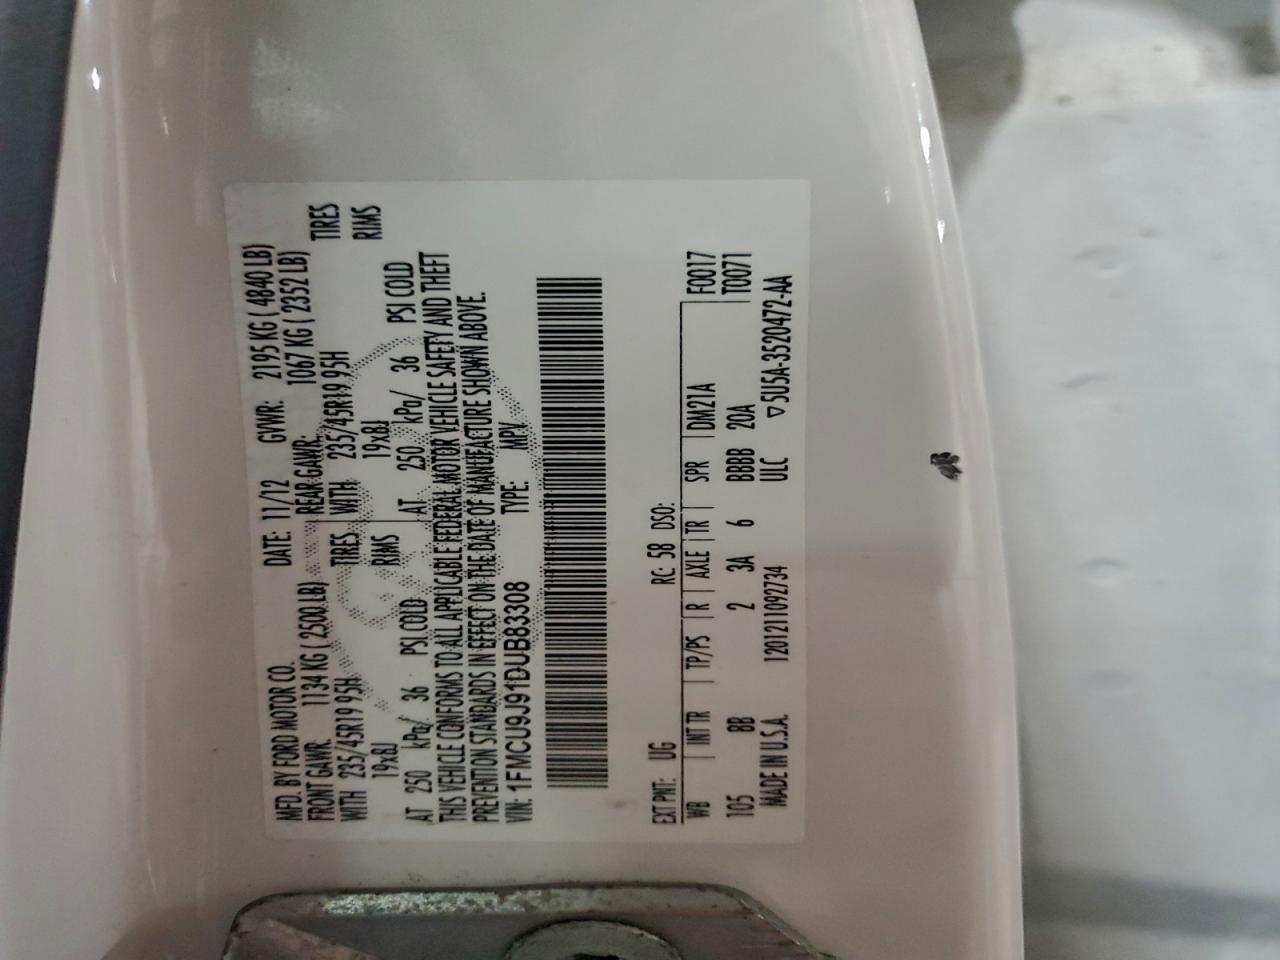 MFD. BY FORD MOTOR CO. DATE: 11/12 GVWR: 2195 KG ( 4840 LB)
FRONT GAWR: 1134 KG ( 2500 LB) REAR GAWR: 1067 KG ( 2352 LB)
WITH 235/45R19 95H TIRES WITH 235/45R19 95H TIRES
19x8J RIMS 19x8J RIMS
AT 250 kPa/ 36 PSI COLD AT 250 kPa/ 36 PSI COLD
THIS VEHICLE CONFORMS TO ALL APPLICABLE FEDERAL MOTOR VEHICLE SAFETY AND THEFT
PREVENTION STANDARDS IN EFFECT ON THE DATE OF MANUFACTURE SHOWN ABOVE.
VIN: 1FMCU9J91DUB83308 TYPE: MPV
EXT PNT: UG RC: 58 DSO:
WB INT TR TP/PS R AXLE TR SPR DM21A F0017
105 8B 2 3A 6 BBBB 20A T0071
MADE IN U.S.A. 120121109​2734 ULC ▽5U5A-3520472-AA